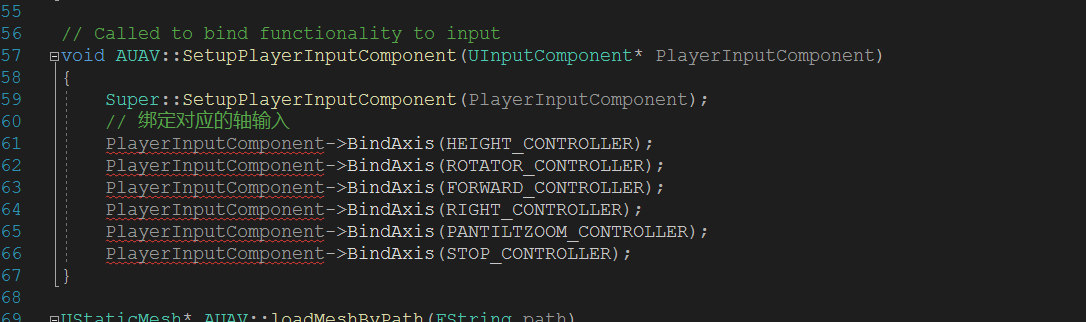 55
56 // Called to bind functionality to input
57 void AUAV::SetupPlayerInputComponent(UInputComponent* PlayerInputComponent)
58 {
59 Super::SetupPlayerInputComponent(PlayerInputComponent);
60 // 绑定对应的轴输入
61 PlayerInputComponent->BindAxis(HEIGHT_CONTROLLER);
62 PlayerInputComponent->BindAxis(ROTATOR_CONTROLLER);
63 PlayerInputComponent->BindAxis(FORWARD_CONTROLLER);
64 PlayerInputComponent->BindAxis(RIGHT_CONTROLLER);
65 PlayerInputComponent->BindAxis(PANTILTZOOM_CONTROLLER);
66 PlayerInputComponent->BindAxis(STOP_CONTROLLER);
67 }
68
69 UStaticMesh* AUAV::loadMeshByPath(FString path)